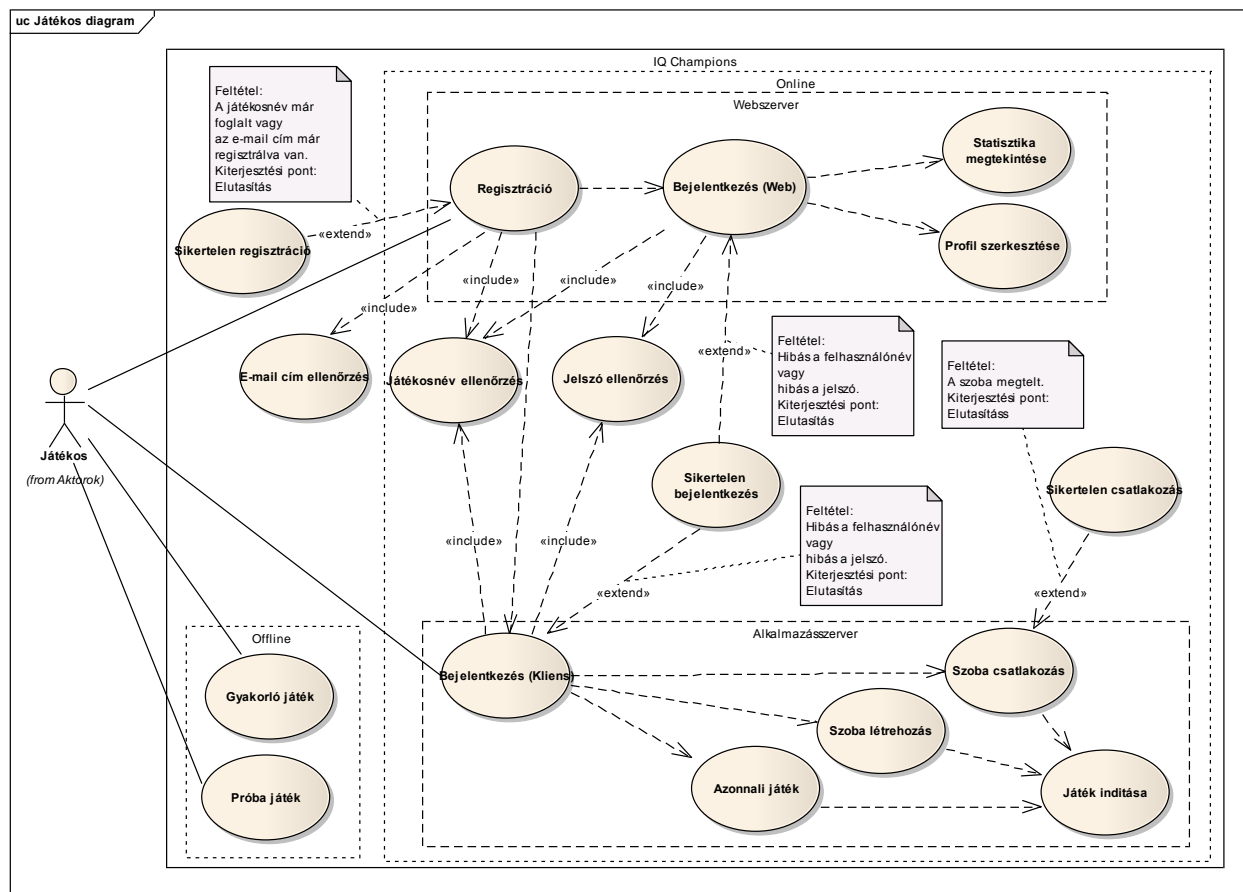 uc Játékos diagram
IQ Champions
Online
Webszerver
Feltétel:
A játékosnév már
foglalt vagy
az e-mail cím már
regisztrálva van.
Kiterjesztési pont:
Elutasítás
Statisztika
megtekintése
Regisztráció
Bejelentkezés (Web)
«extend»
Sikertelen regisztráció
Profil szerkesztése
«include»
«include»
«include»
«include»
E-mail cím ellenőrzés
Játékosnév ellenőrzés
Jelszó ellenőrzés
«extend»
Feltétel:
Hibás a felhasználónév
vagy
hibás a jelszó.
Kiterjesztési pont:
Elutasítás
Feltétel:
A szoba megtelt.
Kiterjesztési pont:
Elutasításs
Játékos
(from Aktorok)
Sikertelen
bejelentkezés
Sikertelen csatlakozás
Feltétel:
Hibás a felhasználónév
vagy
hibás a jelszó.
Kiterjesztési pont:
Elutasítás
«include»
«include»
«extend»
«extend»
Offline
Alkalmazásszerver
Gyakorló játék
Bejelentkezés (Kliens)
Szoba csatlakozás
Szoba létrehozás
Próba játék
Azonnali játék
Játék inditása